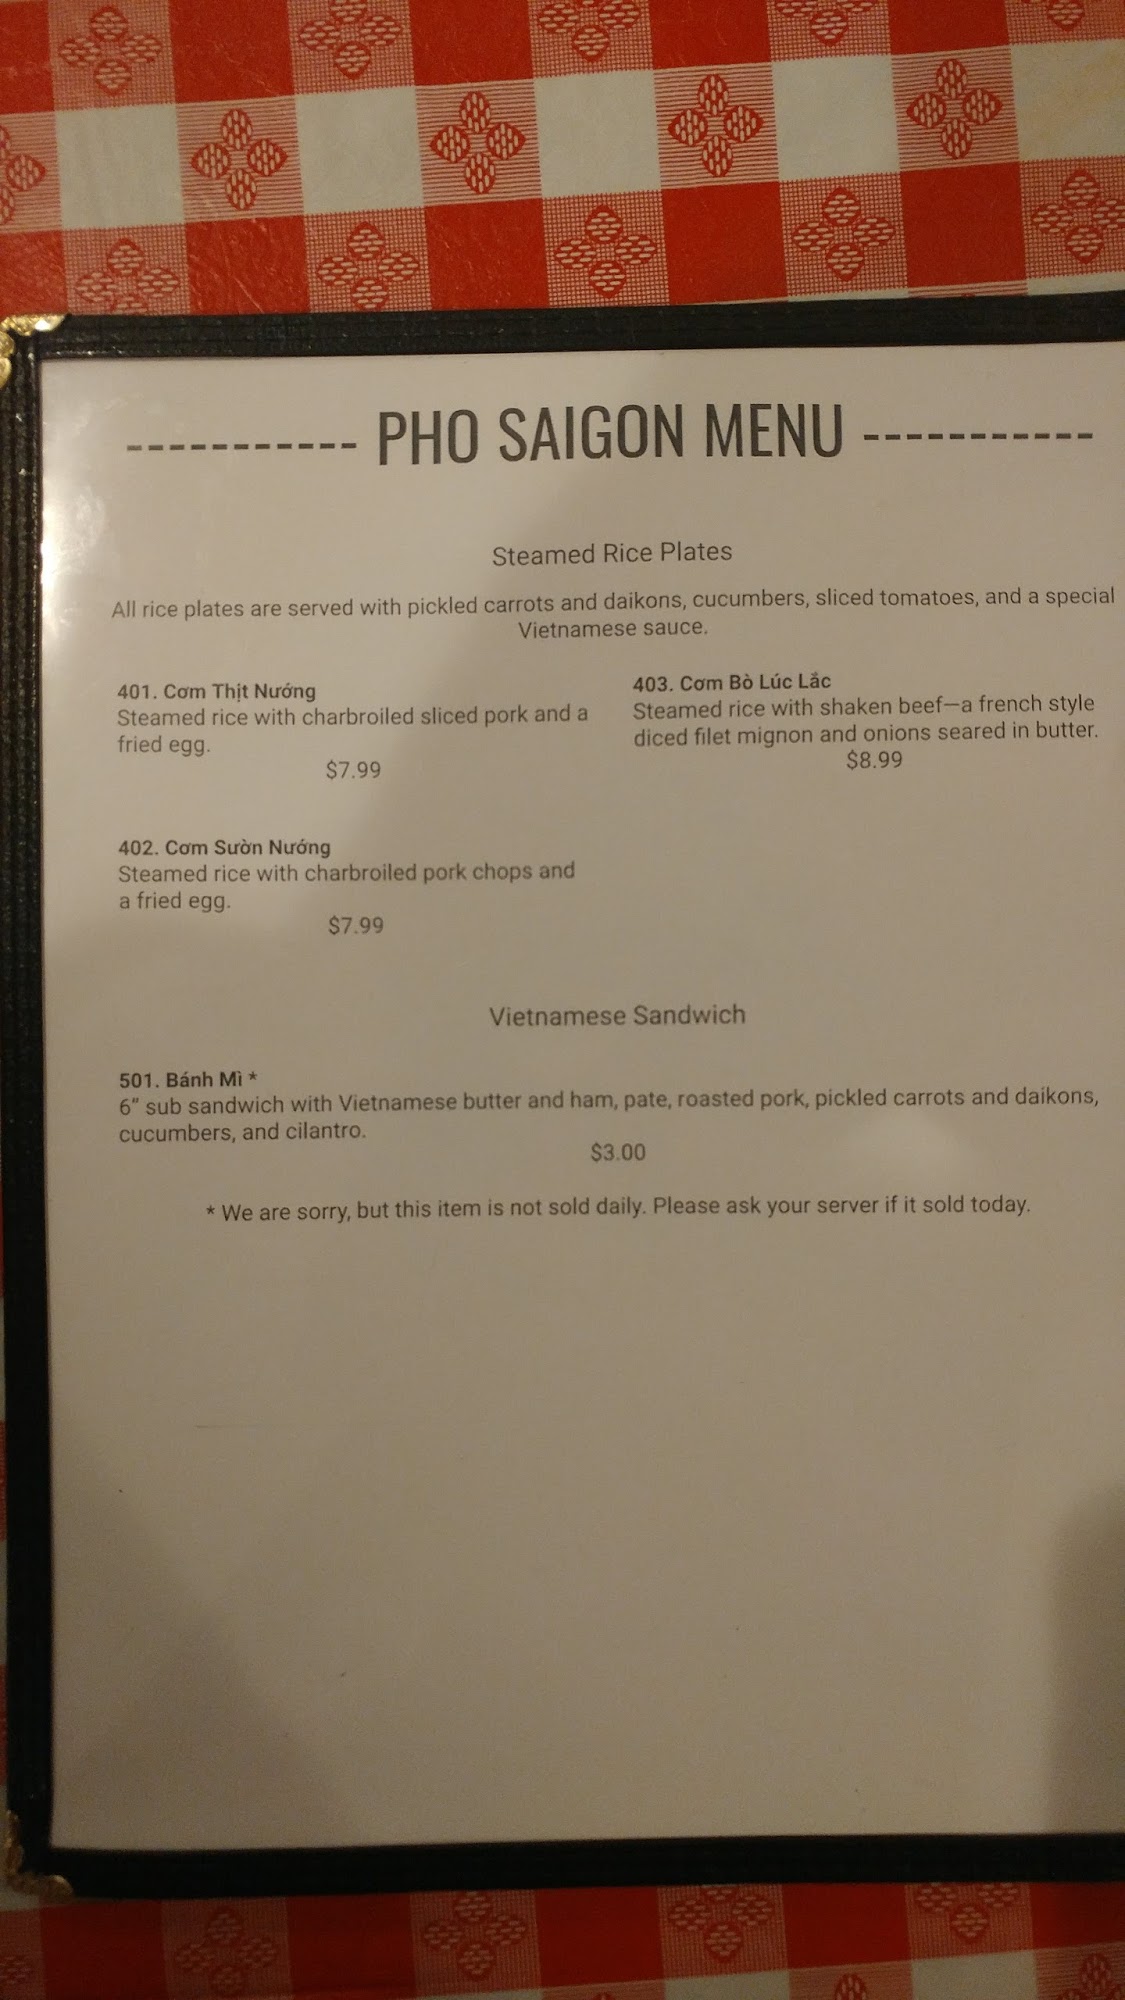 ----------- PHO SAIGON MENU -----------
Steamed Rice Plates
All rice plates are served with pickled carrots and daikons, cucumbers, sliced tomatoes, and a special
Vietnamese sauce.
401. Cơm Thịt Nướng
Steamed rice with charbroiled sliced pork and a
fried egg.
$7.99
403. Cơm Bò Lúc Lắc
Steamed rice with shaken beef—a french style
diced filet mignon and onions seared in butter.
$8.99
402. Cơm Sườn Nướng
Steamed rice with charbroiled pork chops and
a fried egg.
$7.99
Vietnamese Sandwich
501. Bánh Mì *
6" sub sandwich with Vietnamese butter and ham, pate, roasted pork, pickled carrots and daikons,
cucumbers, and cilantro.
$3.00
* We are sorry, but this item is not sold daily. Please ask your server if it sold today.